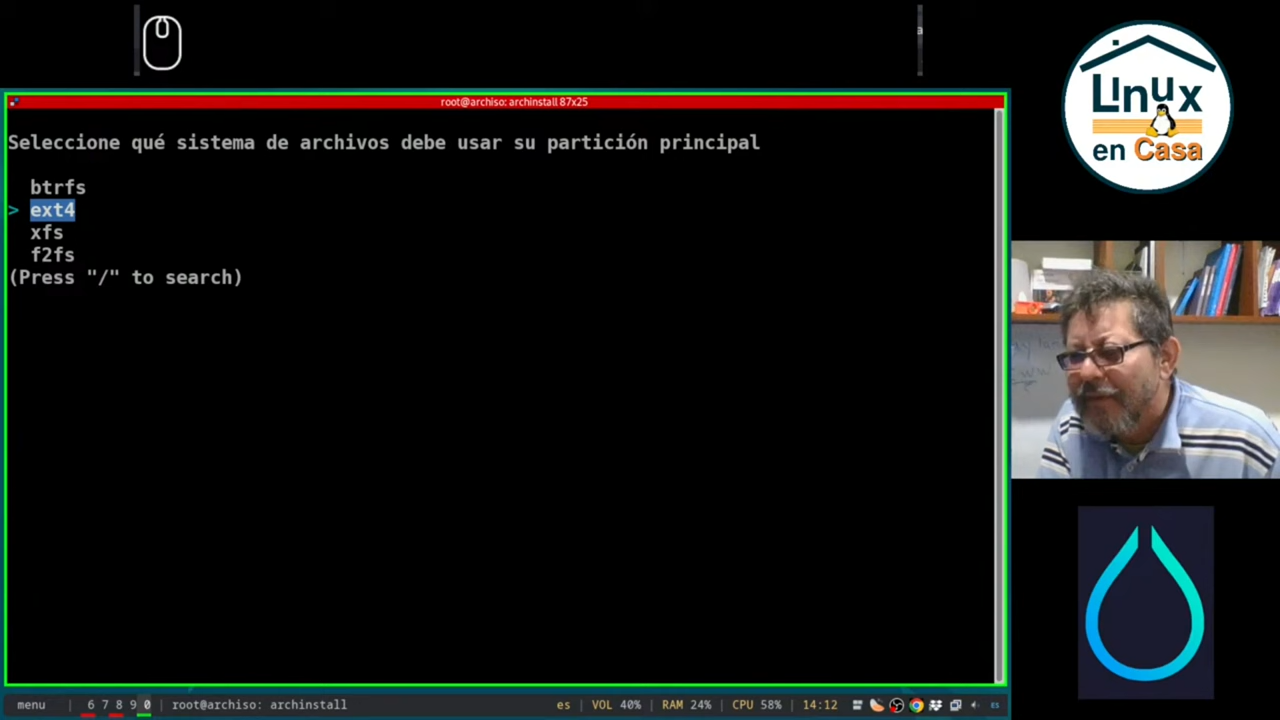 a
root@archiso: archinstall 87x25
Seleccione qué sistema de archivos debe usar su partición principal
btrfs
> ext4
xfs
f2fs
(Press "/" to search)
LInux
en Casa
menu | 6 7 8 9 0 | root@archiso: archinstall
es | VOL 40% | RAM 24% | CPU 58% | 14:12 es